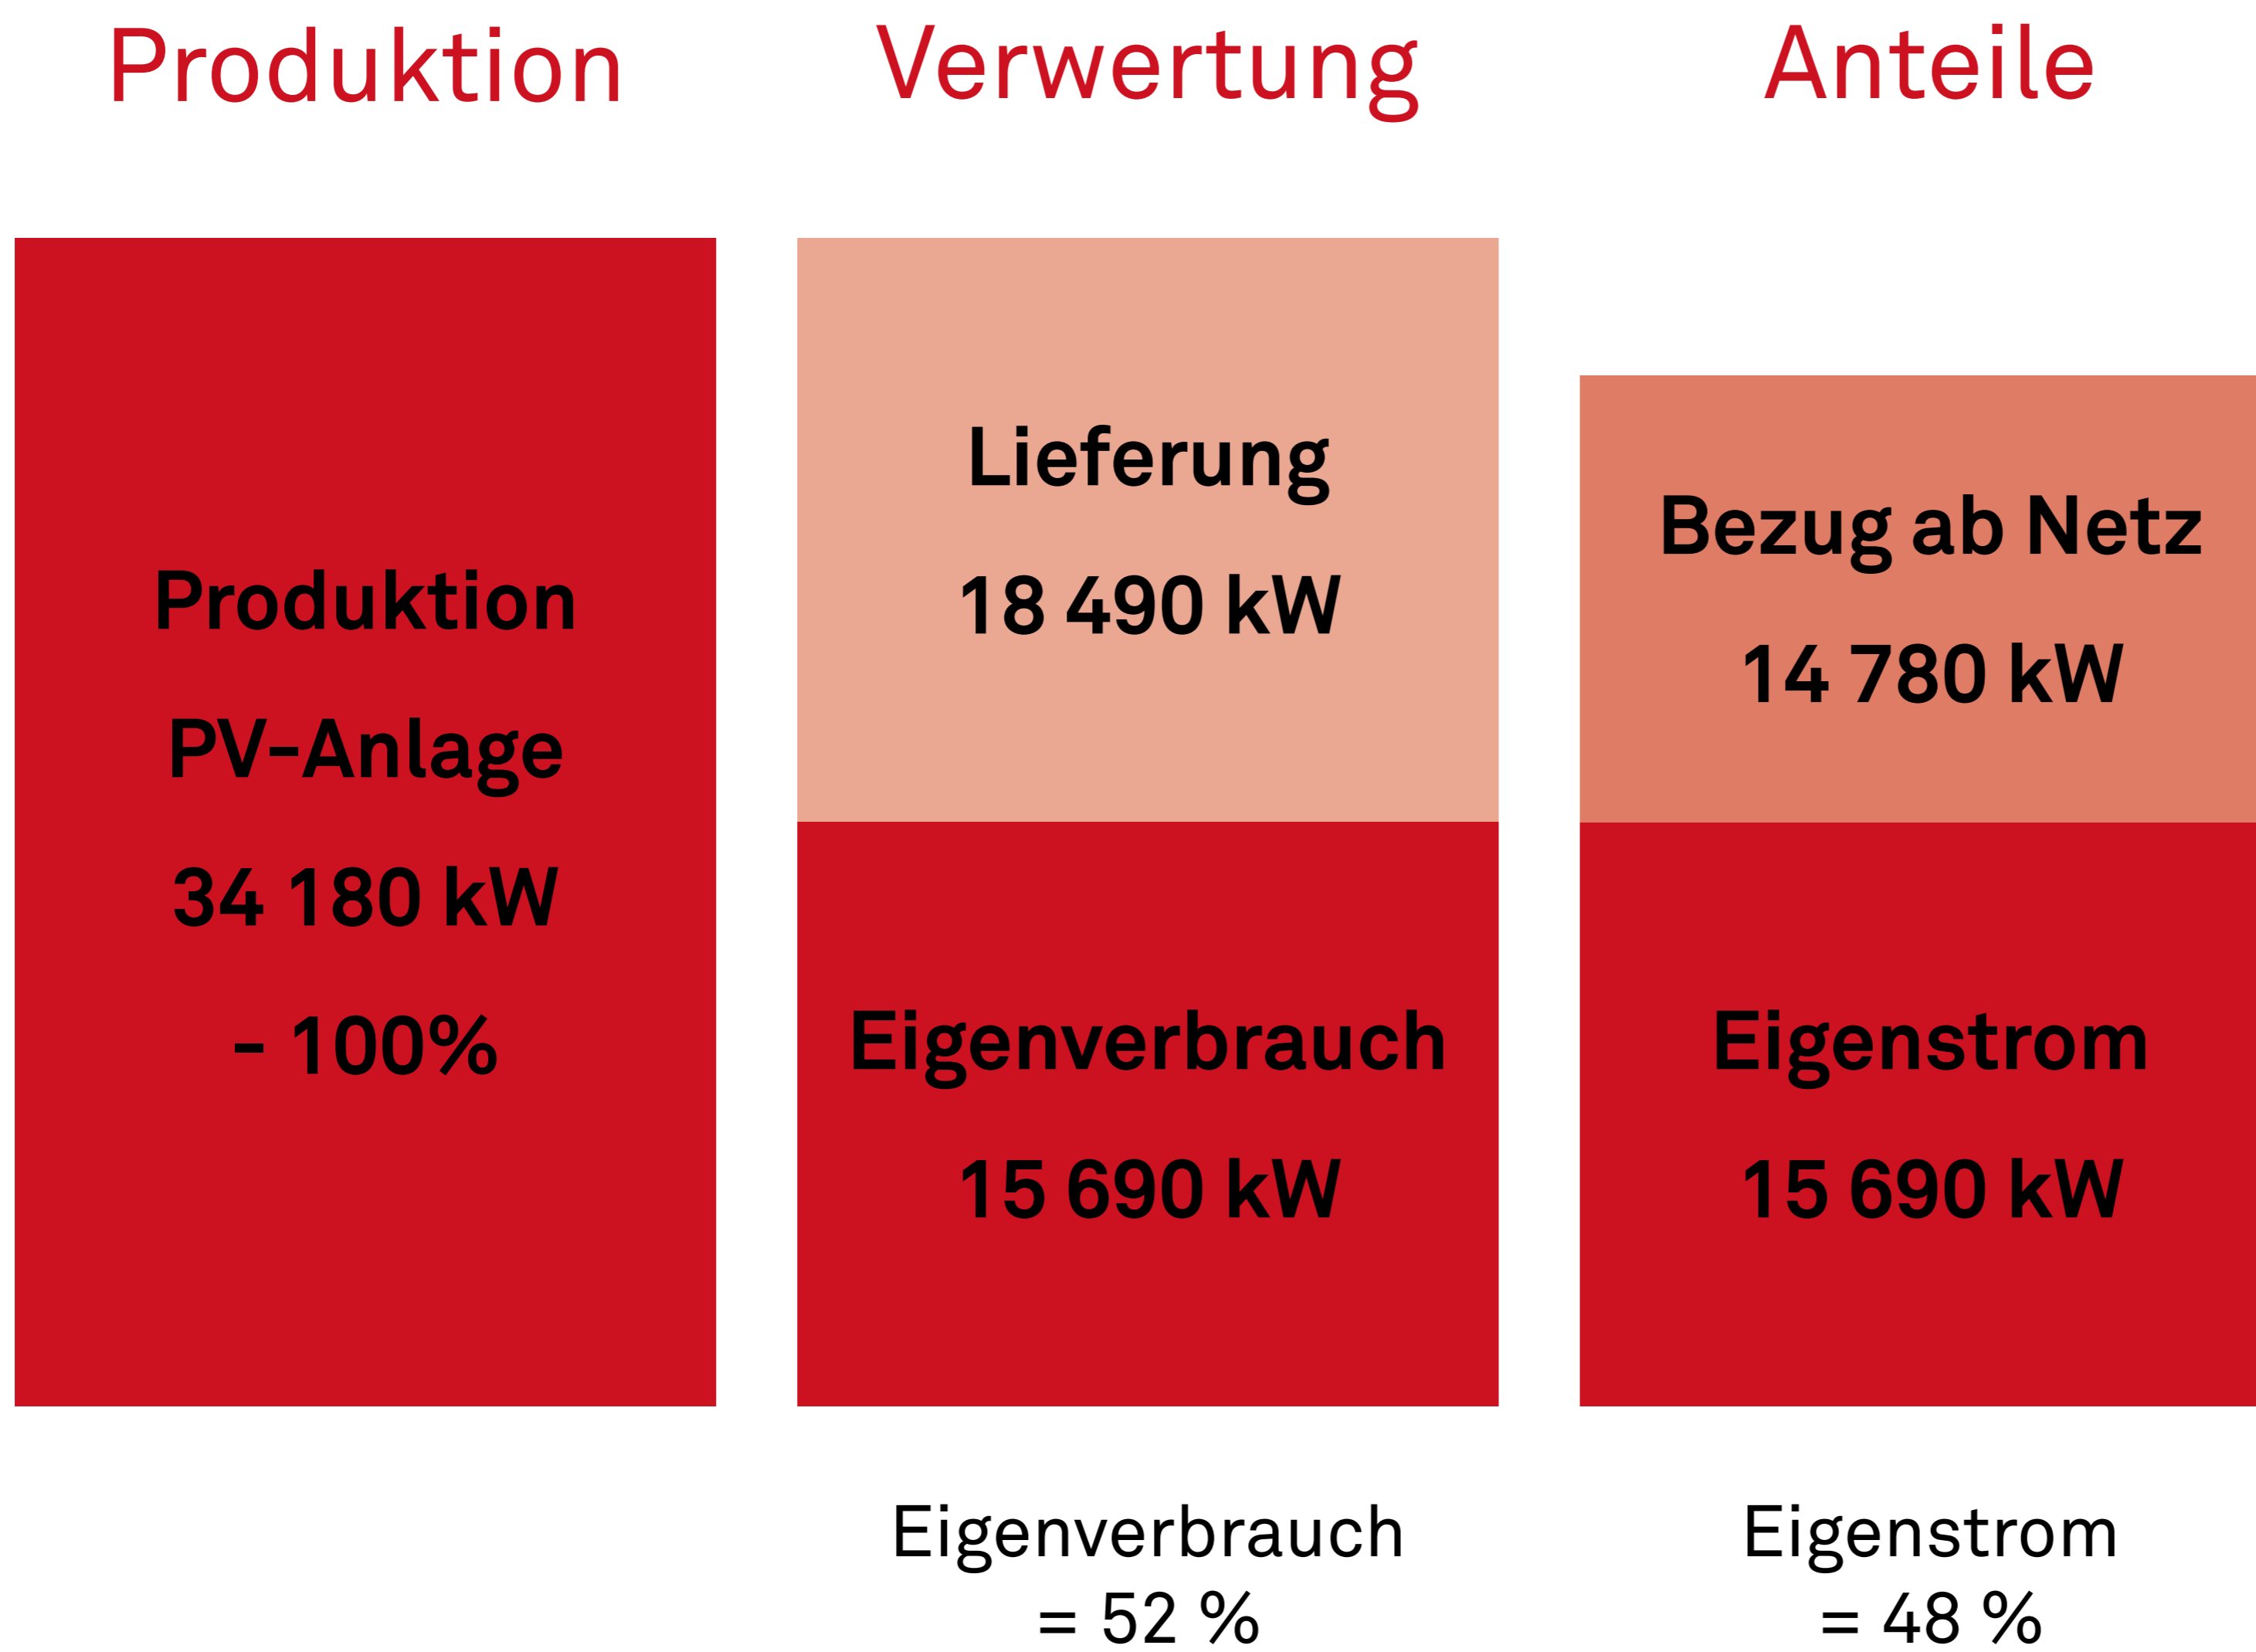 Produktion
Verwertung
Anteile
Produktion
PV-Anlage
34 180 kW
- 100%
Lieferung
18 490 kW
Eigenverbrauch
15 690 kW
Bezug ab Netz
14 780 kW
Eigenstrom
15 690 kW
Eigenverbrauch
= 52 %
Eigenstrom
= 48 %